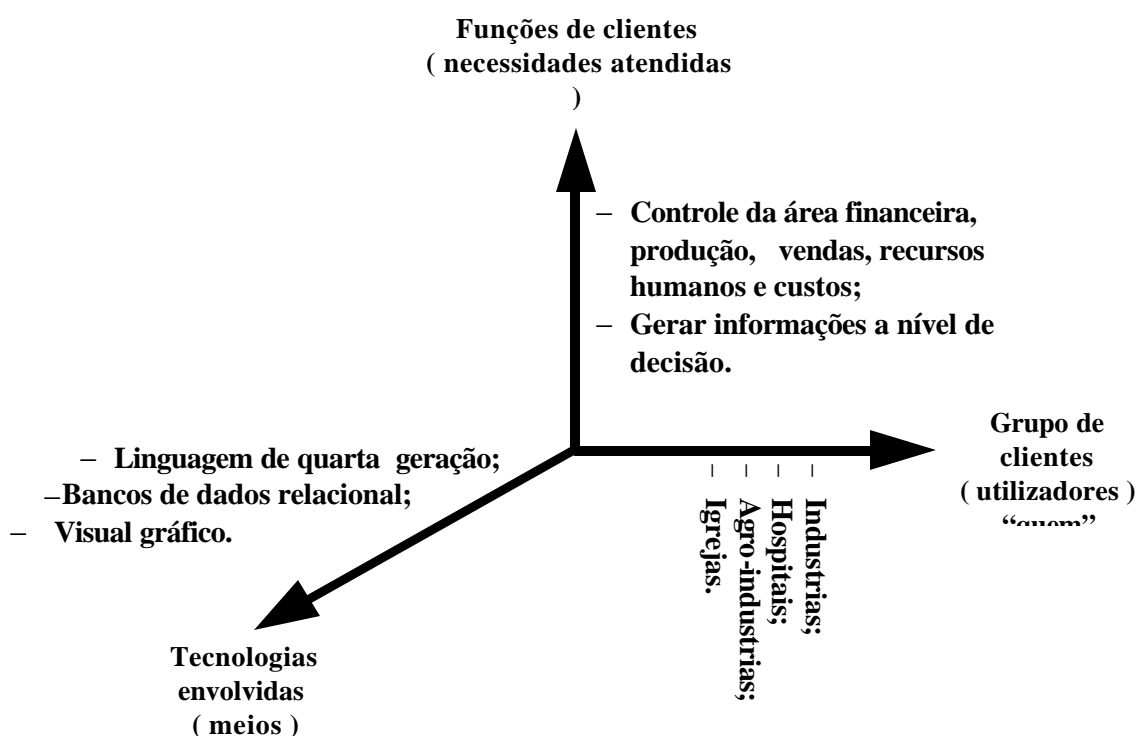 Funções de clientes
( necessidades atendidas
)
– Controle da área financeira,
produção, vendas, recursos
humanos e custos;
– Gerar informações a nível de
decisão.
Grupo de
clientes
( utilizadores )
“quem”
– Linguagem de quarta geração;
–Bancos de dados relacional;
– Visual gráfico.
– Industrias;
– Hospitais;
– Agro-industrias;
– Igrejas.
Tecnologias
envolvidas
( meios )